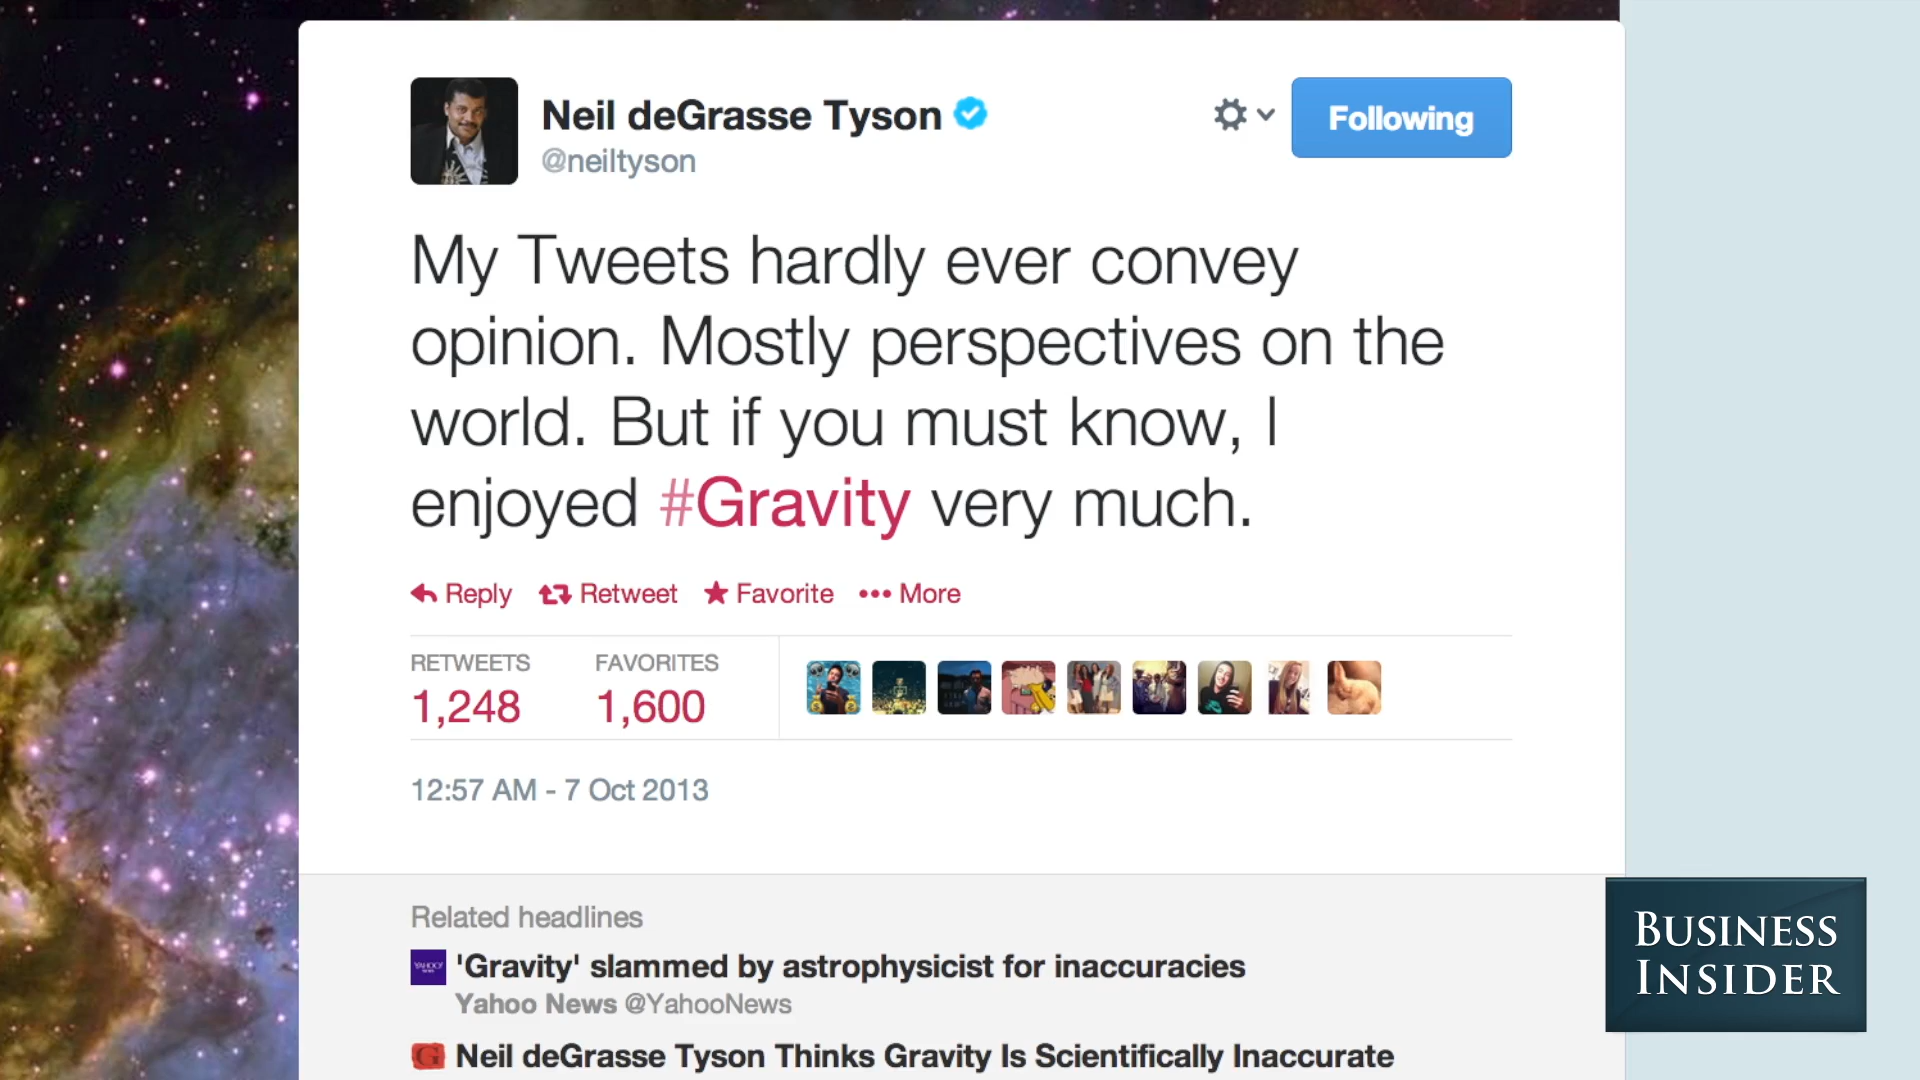 Neil deGrasse Tyson
@neiltyson
Following
My Tweets hardly ever convey
opinion. Mostly perspectives on the
world. But if you must know, I
enjoyed #Gravity very much.
Reply Retweet Favorite More
RETWEETS FAVORITES
1,248 1,600
12:57 AM - 7 Oct 2013
Related headlines
'Gravity' slammed by astrophysicist for inaccuracies
Yahoo News @YahooNews
G Neil deGrasse Tyson Thinks Gravity Is Scientifically Inaccurate
BUSINESS
INSIDER